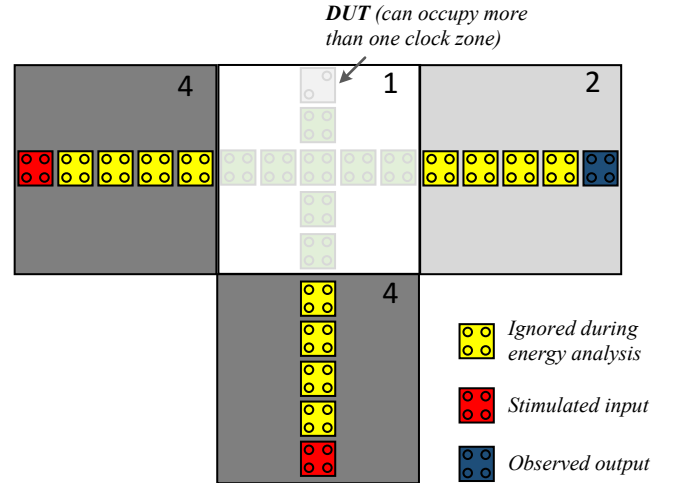 DUT (can occupy more
than one clock zone)
4
1
2
4
Ignored during
energy analysis
Stimulated input
Observed output